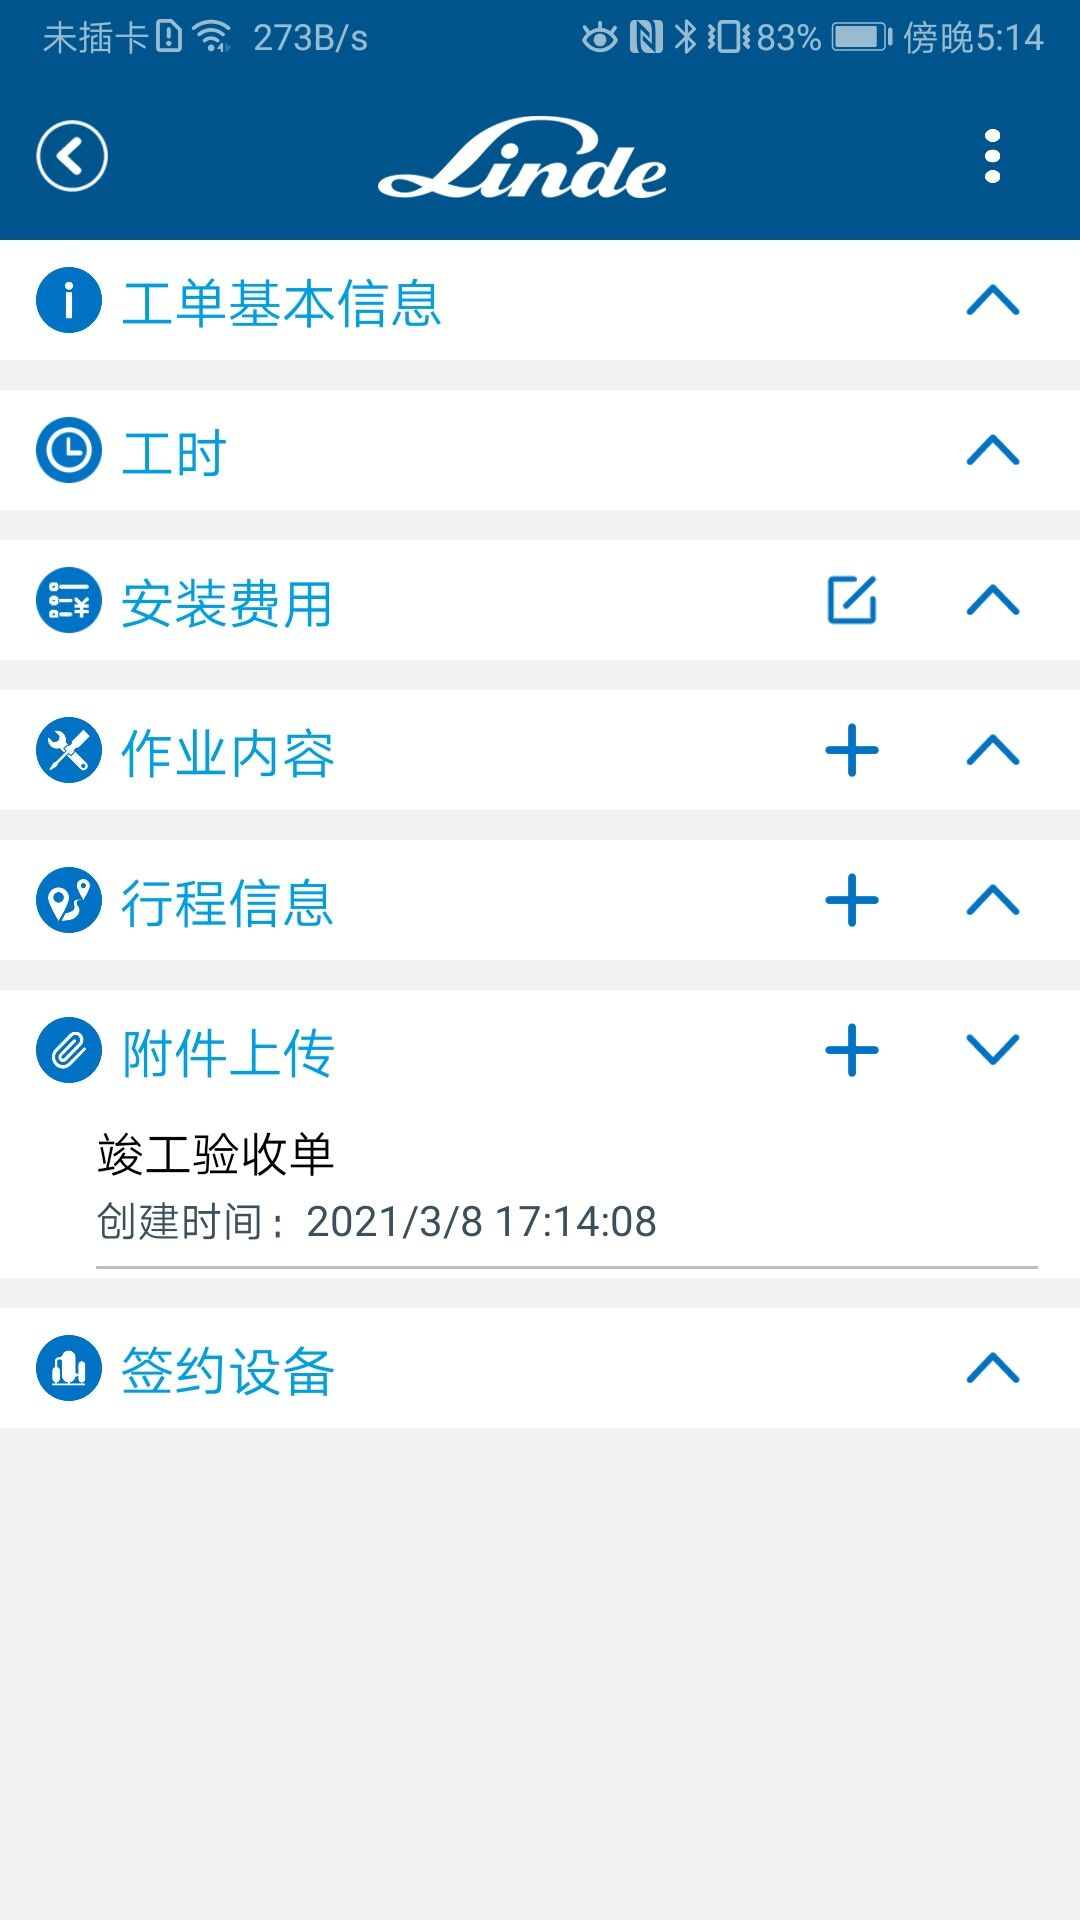 未插卡 273B/s 83% 傍晚5:14
Linde
工单基本信息
工时
安装费用
作业内容
行程信息
附件上传
竣工验收单
创建时间：2021/3/8 17:14:08
签约设备